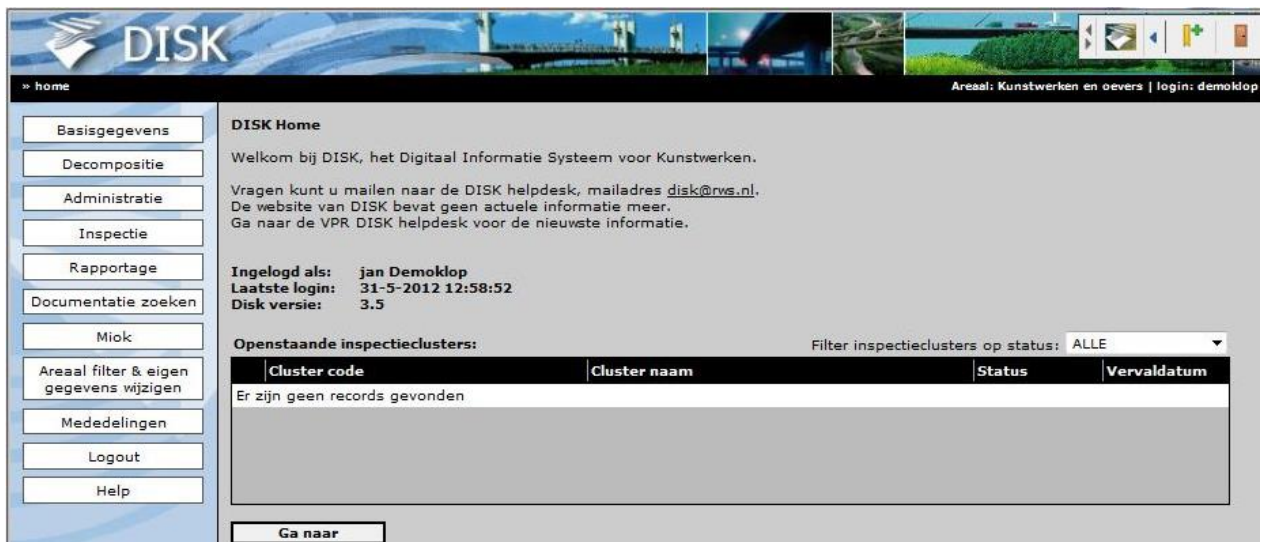 DISK
» home
Areaal: Kunstwerken en oevers | login: demoklop
Basisgegevens
Decompositie
Administratie
Inspectie
Rapportage
Documentatie zoeken
Miok
Areaal filter & eigen
gegevens wijzigen
Mededelingen
Logout
Help
DISK Home
Welkom bij DISK, het Digitaal Informatie Systeem voor Kunstwerken.
Vragen kunt u mailen naar de DISK helpdesk, mailadres disk@rws.nl.
De website van DISK bevat geen actuele informatie meer.
Ga naar de VPR DISK helpdesk voor de nieuwste informatie.
Ingelogd als: jan Demoklop
Laatste login: 31-5-2012 12:58:52
Disk versie: 3.5
Openstaande inspectieclusters: Filter inspectieclusters op status: ALLE
Cluster code Cluster naam Status Vervaldatum
Er zijn geen records gevonden
Ga naar